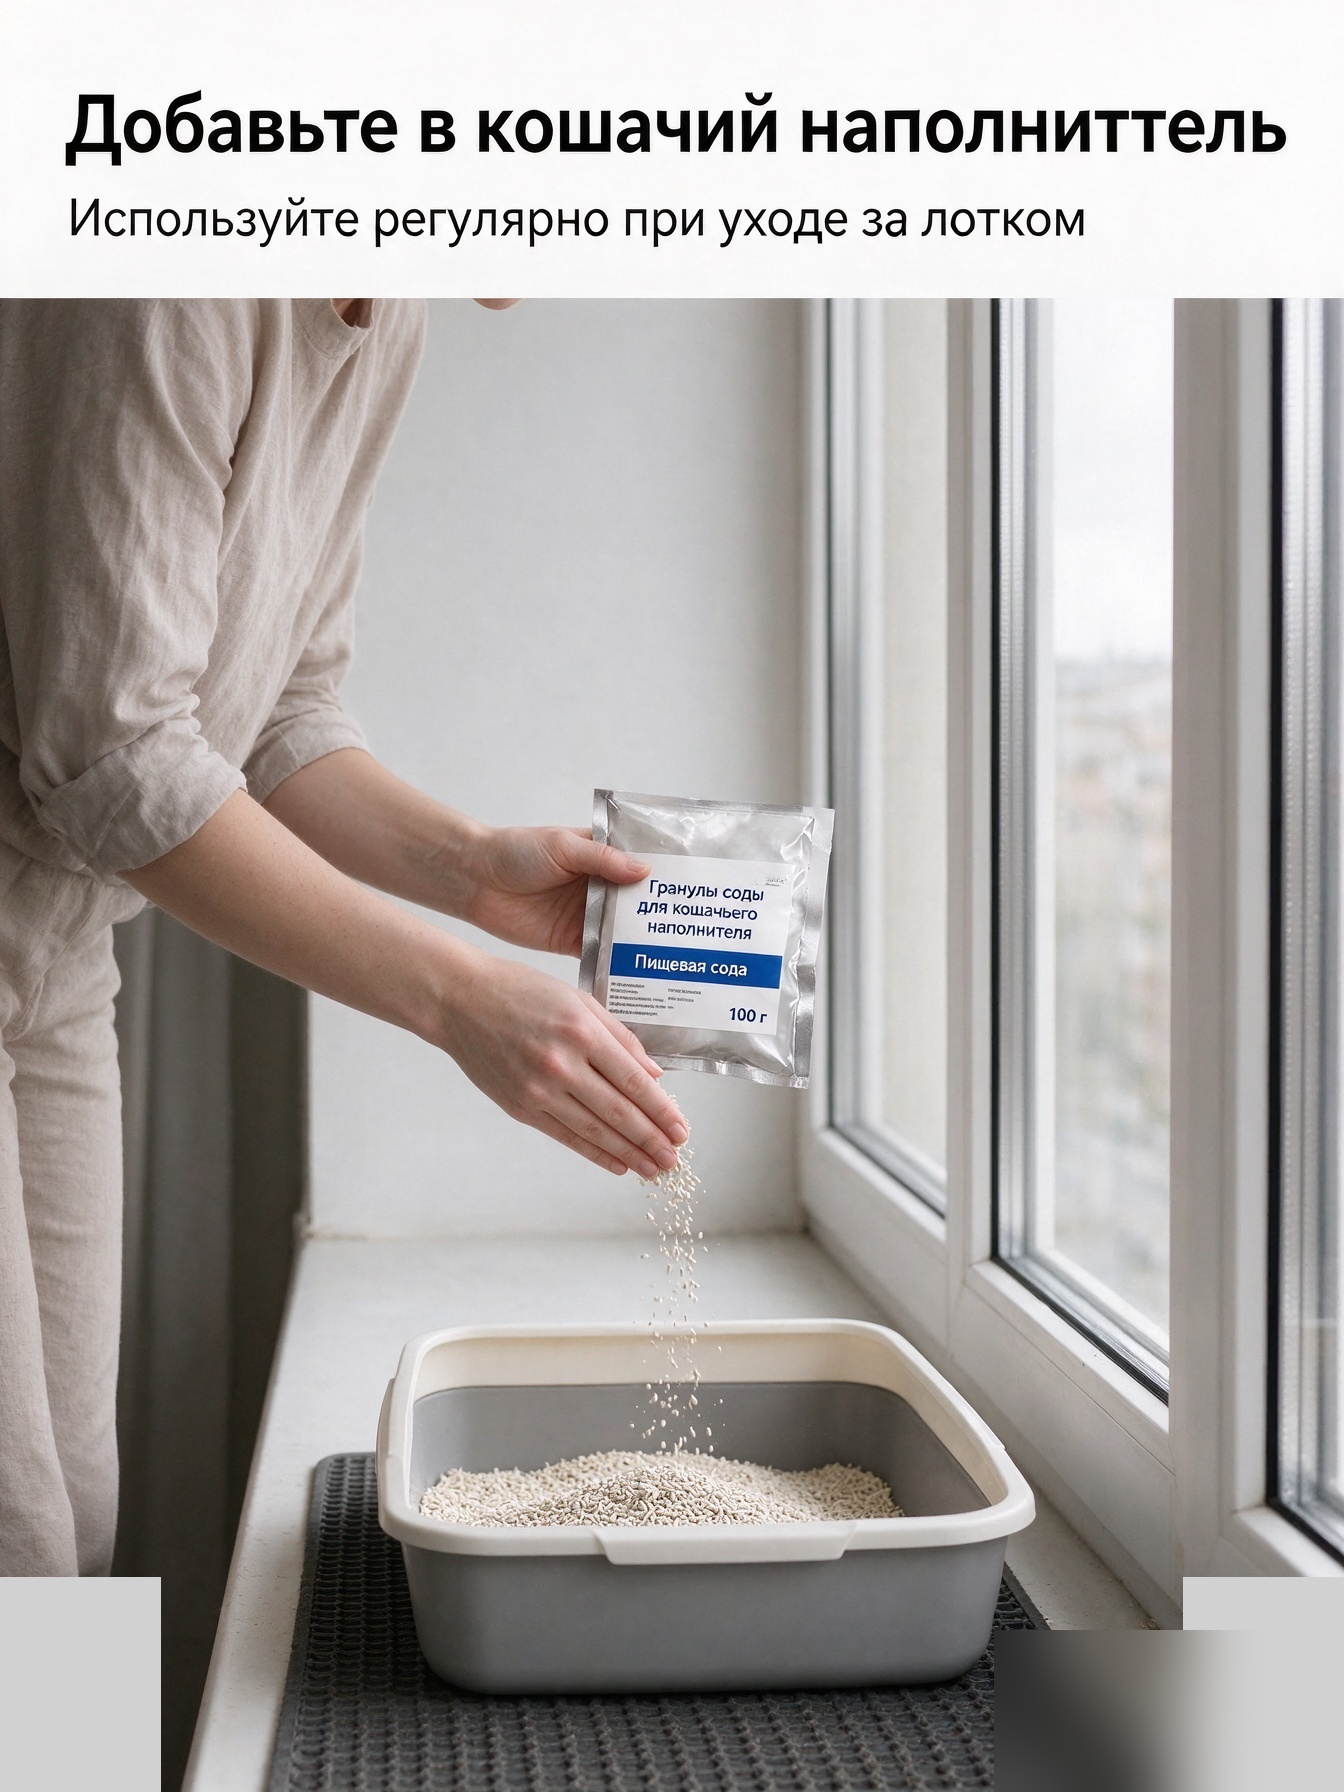 Добавьте в кошачий наполниттель
Используйте регулярно при уходе за лотком
Гранулы соды
для кошачьего
наполнителя
Пищевая сода
100 г